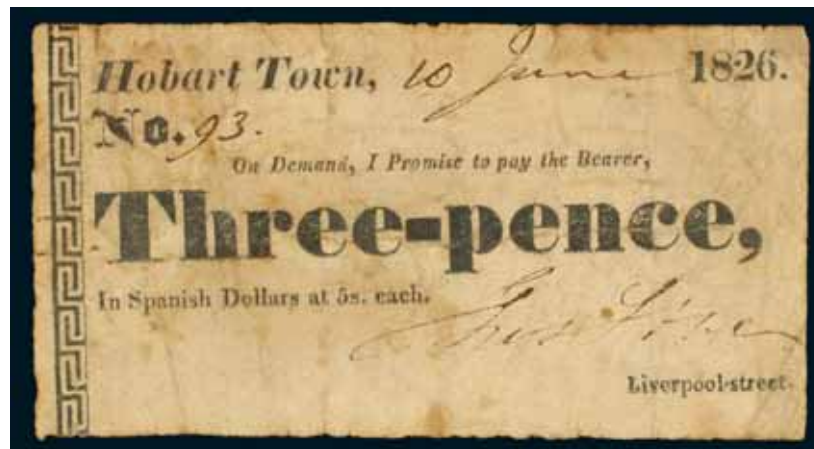 Hobart Town, 10 June 1826.
No. 93.
On Demand, I Promise to pay the Bearer,
Three-pence,
In Spanish Dollars at 5s. each.
Liverpool-street.